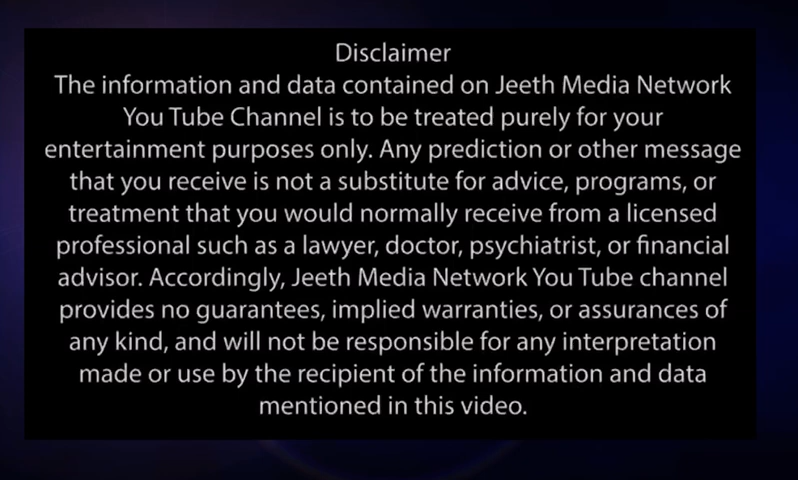 Disclaimer
The information and data contained on Jeeth Media Network
You Tube Channel is to be treated purely for your
entertainment purposes only. Any prediction or other message
that you receive is not a substitute for advice, programs, or
treatment that you would normally receive from a licensed
professional such as a lawyer, doctor, psychiatrist, or financial
advisor. Accordingly, Jeeth Media Network You Tube channel
provides no guarantees, implied warranties, or assurances of
any kind, and will not be responsible for any interpretation
made or use by the recipient of the information and data
mentioned in this video.